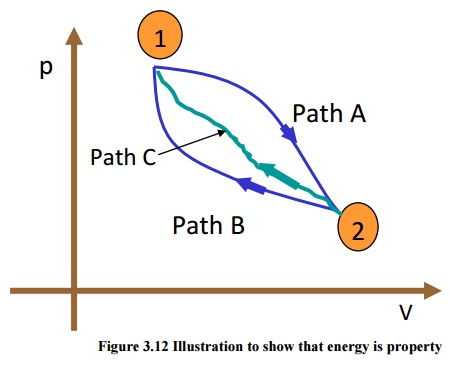 1
p
Path A
Path C
Path B
2
V
Figure 3.12 Illustration to show that energy is property